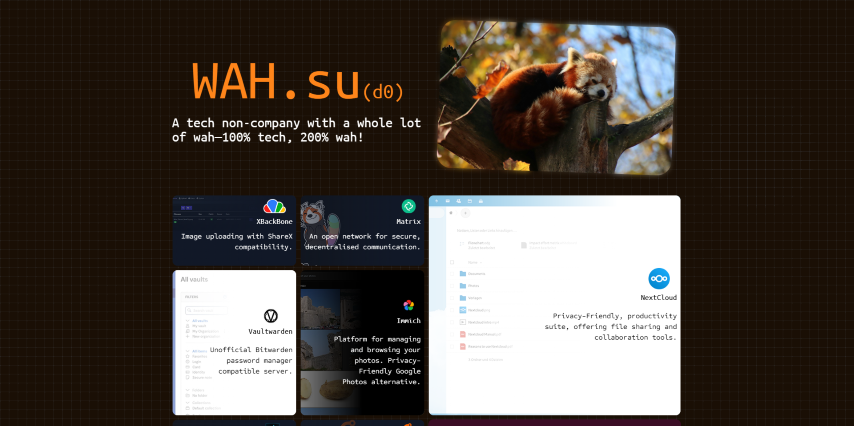 WAH.su(d0)
A tech non-company with a whole lot
of wah—100% tech, 200% wah!
XBackBone
Image uploading with ShareX
compatibility.
Matrix
An open network for secure,
decentralised communication.
All vaults
FILTERS
Vaultwarden
Unofficial Bitwarden
password manager
compatible server.
Immich
Platform for managing
and browsing your
photos. Privacy-
Friendly Google
Photos alternative.
NextCloud
Privacy-Friendly, productivity
suite, offering file sharing and
collaboration tools.